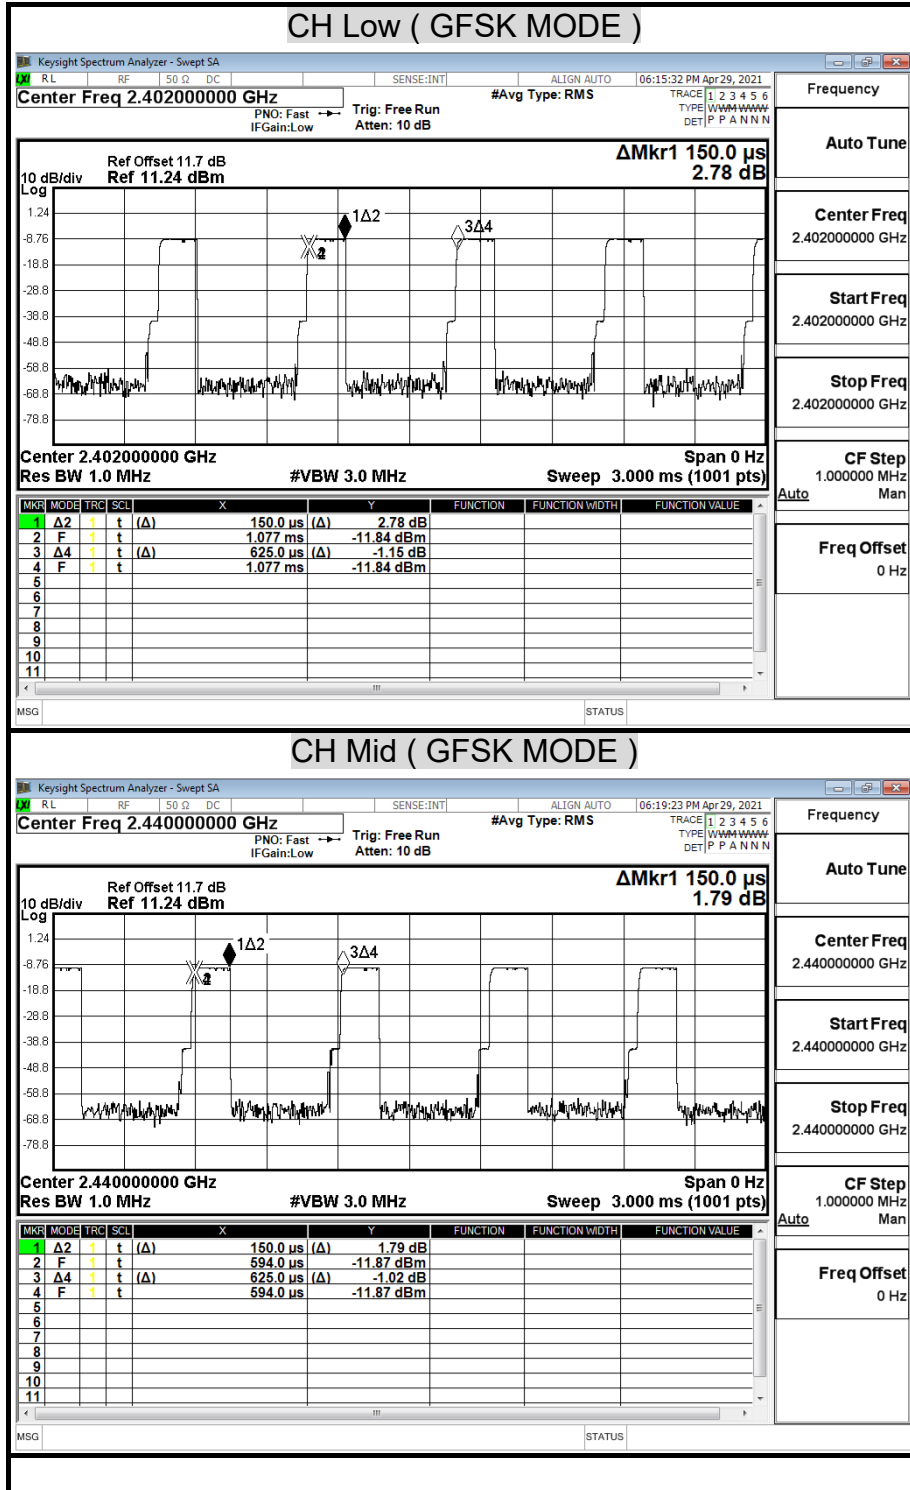 CH Low ( GFSK MODE )
Keysight Spectrum Analyzer - Swept SA
LXI RL RF 50 Ω DC SENSE:INT ALIGN AUTO 06:15:32 PM Apr 29, 2021
Center Freq 2.402000000 GHz
PNO: Fast
IFGain:Low
Trig: Free Run
Atten: 10 dB
#Avg Type: RMS
TRACE 1 2 3 4 5 6
TYPE WWMWWWW
DET P P A N N N
Frequency
Auto Tune
Center Freq
2.402000000 GHz
Start Freq
2.402000000 GHz
Stop Freq
2.402000000 GHz
CF Step
1.000000 MHz
Auto Man
Freq Offset
0 Hz
ΔMkr1 150.0 µs
2.78 dB
Ref Offset 11.7 dB
10 dB/div Ref 11.24 dBm
Log
1.24
-8.76
-18.8
-28.8
-38.8
-48.8
-58.8
-68.8
-78.8
1Δ2
3Δ4
Center 2.402000000 GHz Span 0 Hz
Res BW 1.0 MHz #VBW 3.0 MHz Sweep 3.000 ms (1001 pts)
MKR MODE TRC SCL X Y FUNCTION FUNCTION WIDTH FUNCTION VALUE
1 Δ2 1 t (Δ) 150.0 µs (Δ) 2.78 dB
2 F 1 t 1.077 ms -11.84 dBm
3 Δ4 1 t (Δ) 625.0 µs (Δ) -1.15 dB
4 F 1 t 1.077 ms -11.84 dBm
5
6
7
8
9
10
11
MSG STATUS
CH Mid ( GFSK MODE )
Keysight Spectrum Analyzer - Swept SA
LXI RL RF 50 Ω DC SENSE:INT ALIGN AUTO 06:19:23 PM Apr 29, 2021
Center Freq 2.440000000 GHz
PNO: Fast
IFGain:Low
Trig: Free Run
Atten: 10 dB
#Avg Type: RMS
TRACE 1 2 3 4 5 6
TYPE WWMWWWW
DET P P A N N N
Frequency
Auto Tune
Center Freq
2.440000000 GHz
Start Freq
2.440000000 GHz
Stop Freq
2.440000000 GHz
CF Step
1.000000 MHz
Auto Man
Freq Offset
0 Hz
ΔMkr1 150.0 µs
1.79 dB
Ref Offset 11.7 dB
10 dB/div Ref 11.24 dBm
Log
1.24
-8.76
-18.8
-28.8
-38.8
-48.8
-58.8
-68.8
-78.8
1Δ2
3Δ4
Center 2.440000000 GHz Span 0 Hz
Res BW 1.0 MHz #VBW 3.0 MHz Sweep 3.000 ms (1001 pts)
MKR MODE TRC SCL X Y FUNCTION FUNCTION WIDTH FUNCTION VALUE
1 Δ2 1 t (Δ) 150.0 µs (Δ) 1.79 dB
2 F 1 t 594.0 µs -11.87 dBm
3 Δ4 1 t (Δ) 625.0 µs (Δ) -1.02 dB
4 F 1 t 594.0 µs -11.87 dBm
5
6
7
8
9
10
11
MSG STATUS